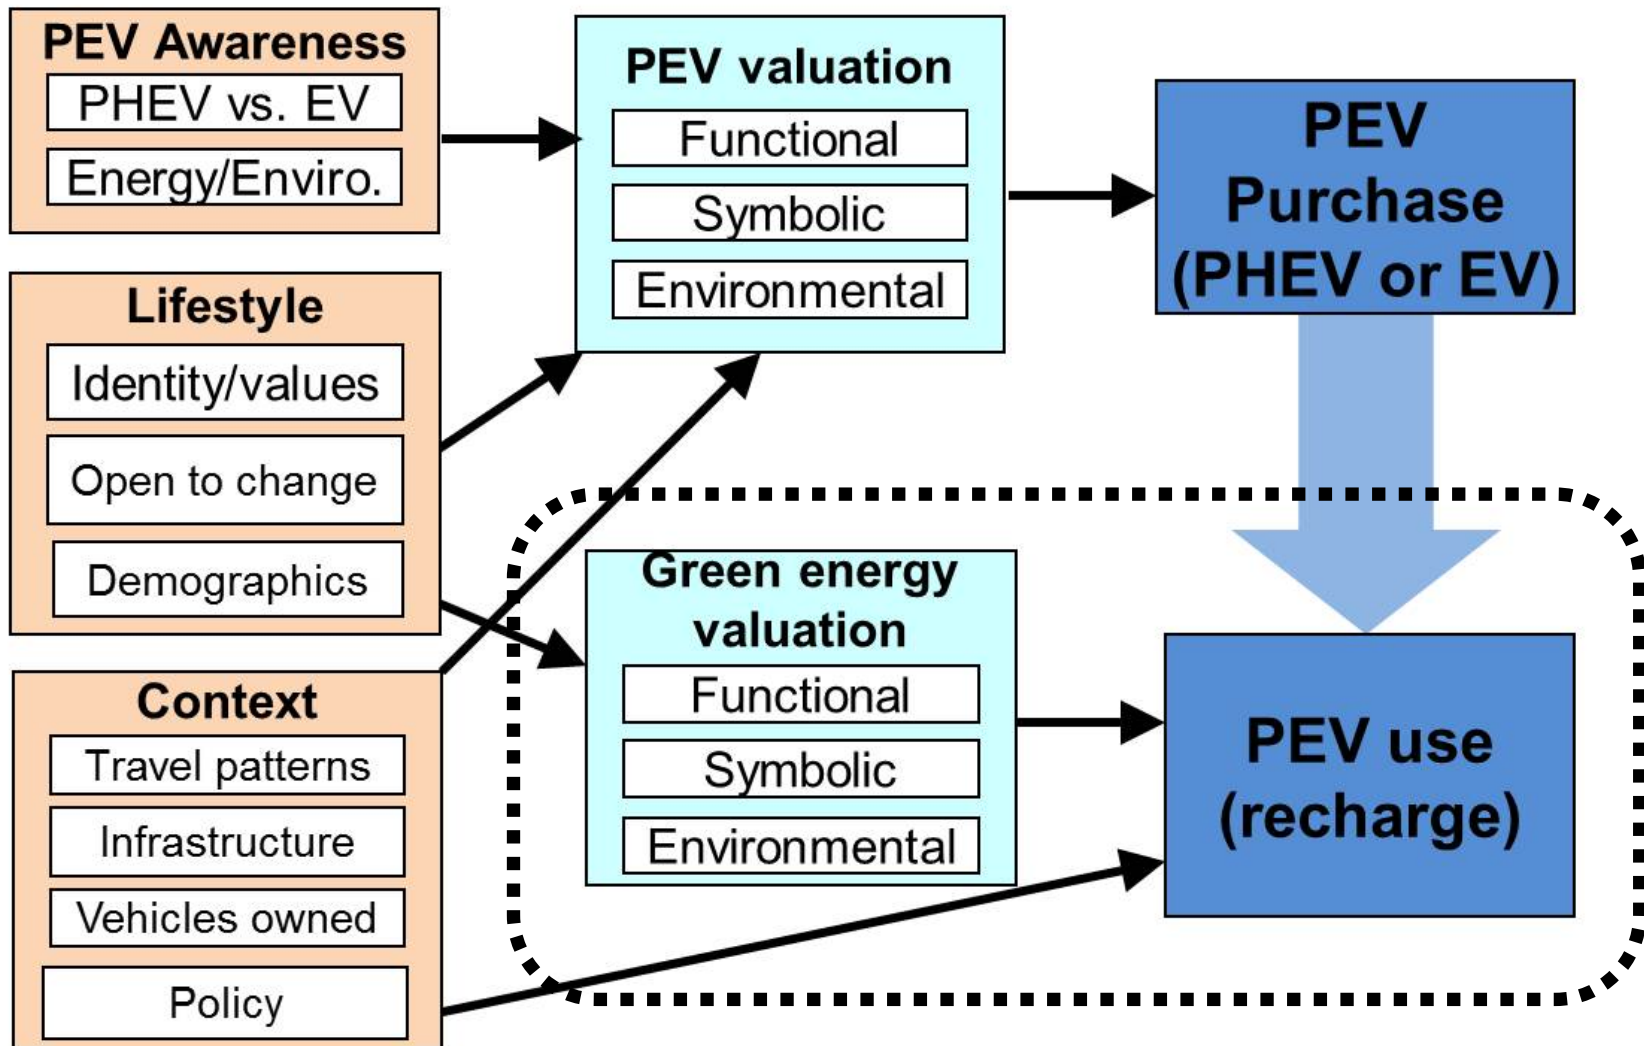 PEV Awareness
PHEV vs. EV
Energy/Enviro.
Lifestyle
Identity/values
Open to change
Demographics
Context
Travel patterns
Infrastructure
Vehicles owned
Policy
PEV valuation
Functional
Symbolic
Environmental
Green energy
valuation
Functional
Symbolic
Environmental
PEV
Purchase
(PHEV or EV)
PEV use
(recharge)